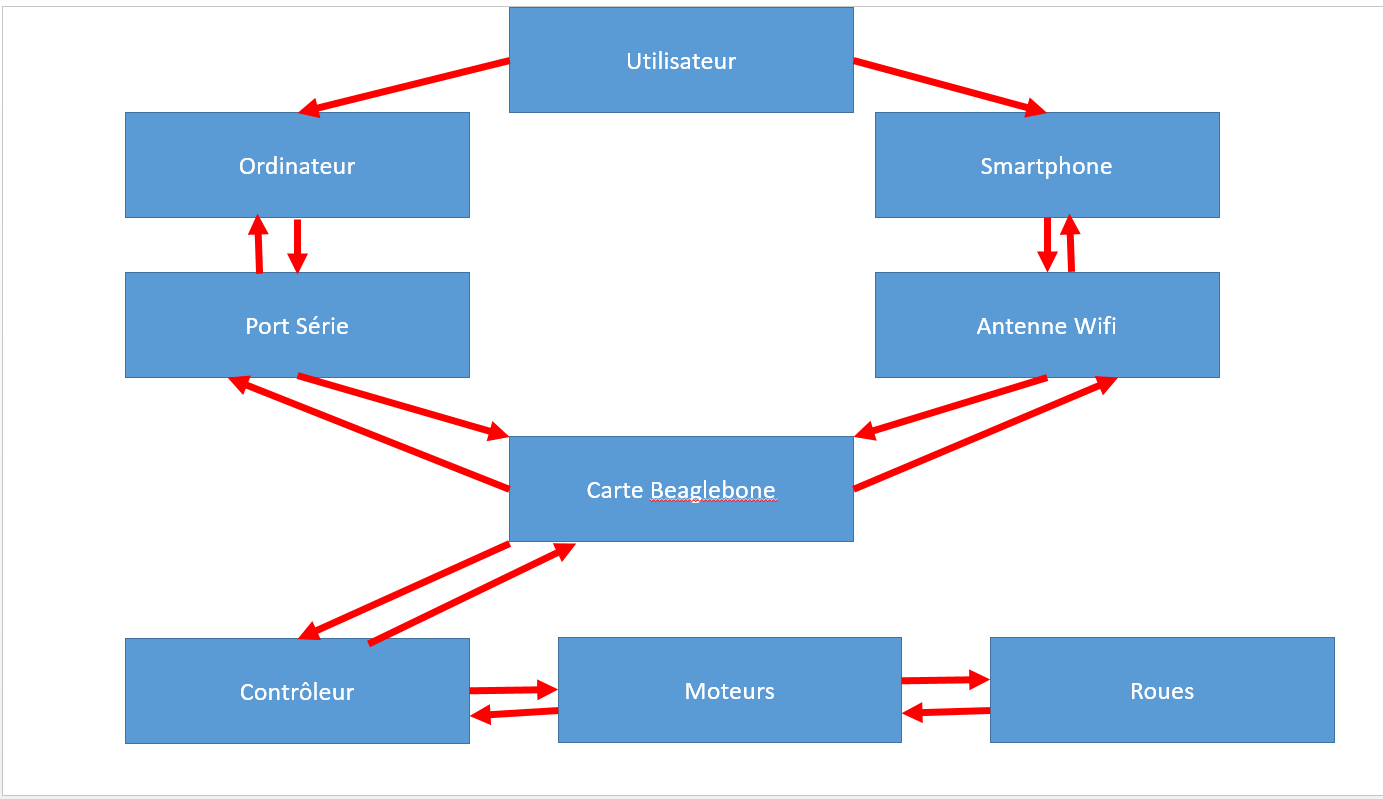 Utilisateur
Ordinateur
Smartphone
Port Série
Antenne Wifi
Carte Beaglebone
Contrôleur
Moteurs
Roues